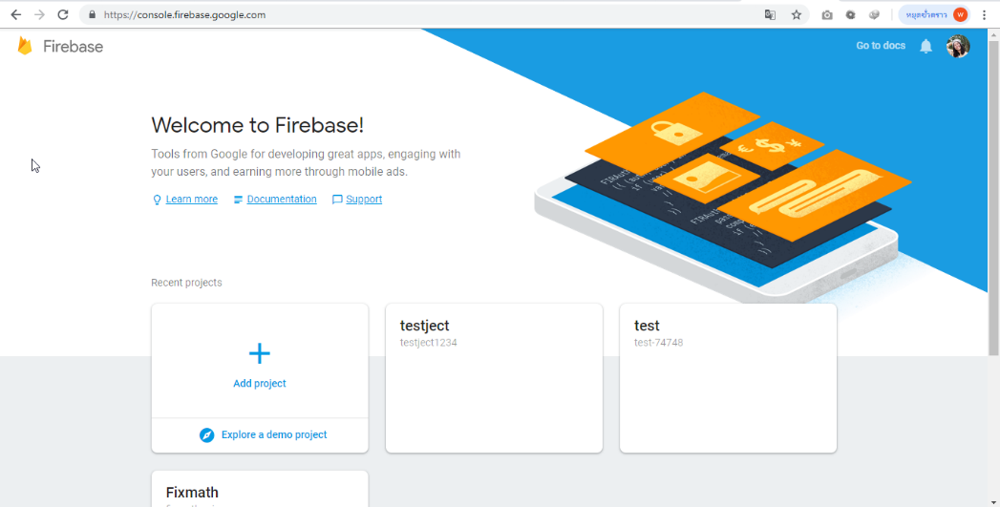 https://console.firebase.google.com
หยุดชั่วคราว W
Firebase
Go to docs
Welcome to Firebase!
Tools from Google for developing great apps, engaging with
your users, and earning more through mobile ads.
Learn more Documentation Support
Recent projects
Add project
Explore a demo project
testject
testject1234
test
test-74748
Fixmath